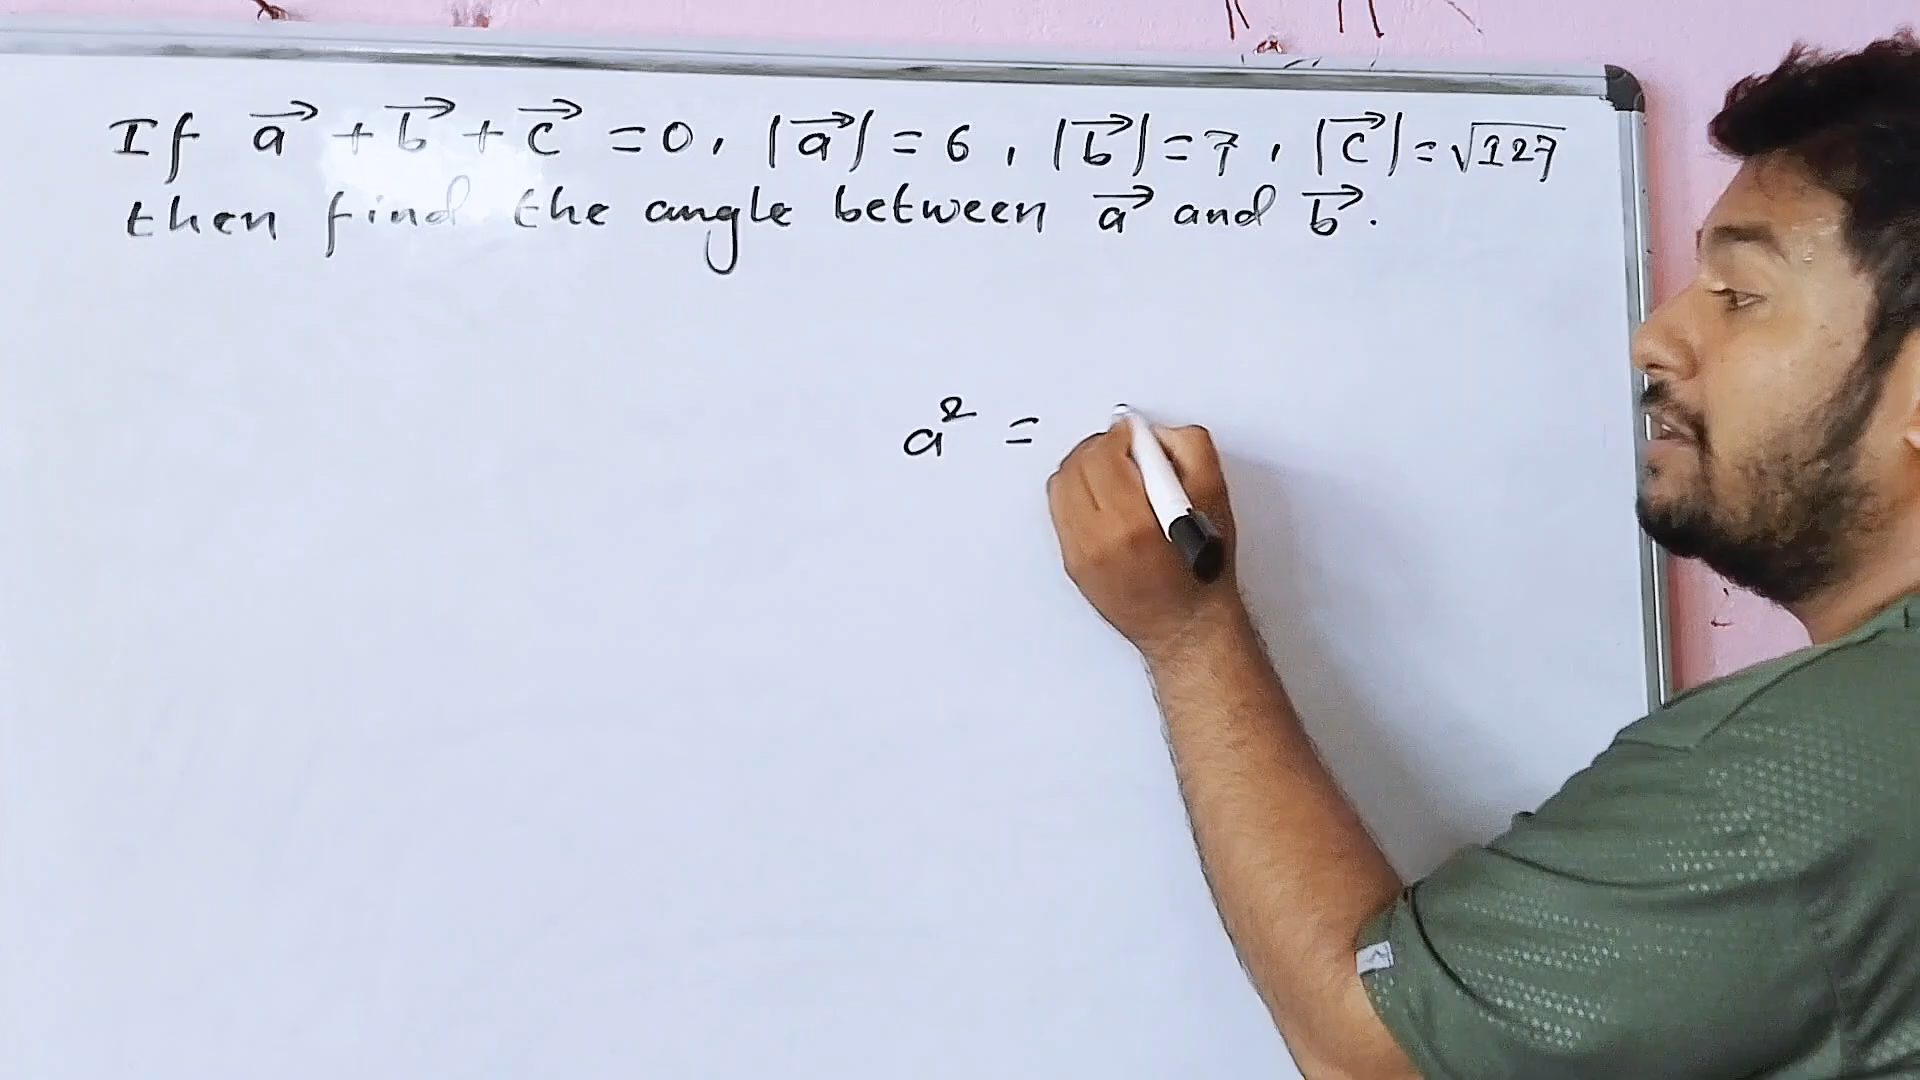 If a⃗ + b⃗ + c⃗ = 0, |a⃗| = 6, |b⃗| = 7, |c⃗| = √127
then find the angle between a⃗ and b⃗.
a² =